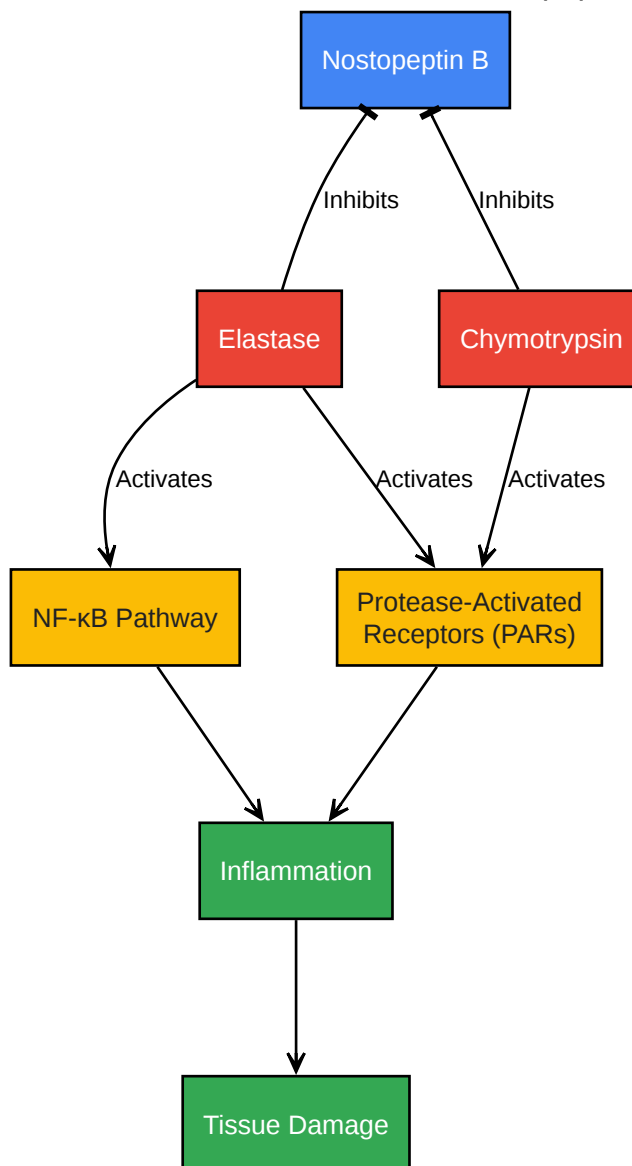 Nostopeptin B
Inhibits
Inhibits
Elastase
Chymotrypsin
Activates
Activates
Activates
NF-κB Pathway
Protease-Activated
Receptors (PARs)
Inflammation
Tissue Damage